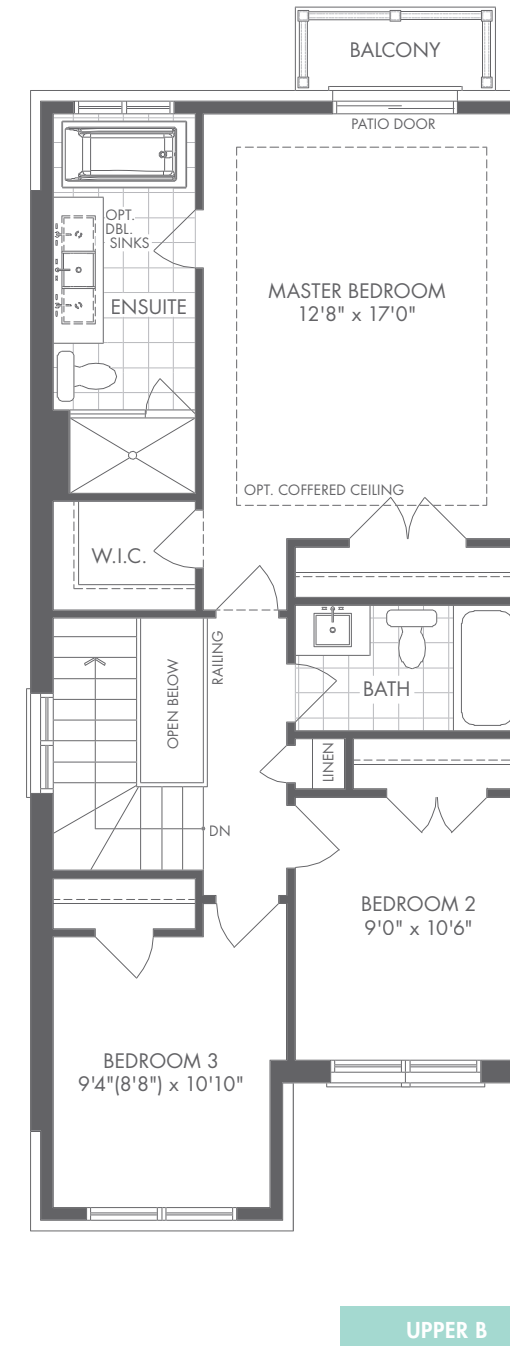 BALCONY
PATIO DOOR
OPT.
DBL.
SINKS
ENSUITE
MASTER BEDROOM
12'8" x 17'0"
OPT. COFFERED CEILING
W.I.C.
RAILING
OPEN BELOW
BATH
LINEN
DN
BEDROOM 2
9'0" x 10'6"
BEDROOM 3
9'4"(8'8") x 10'10"
UPPER B